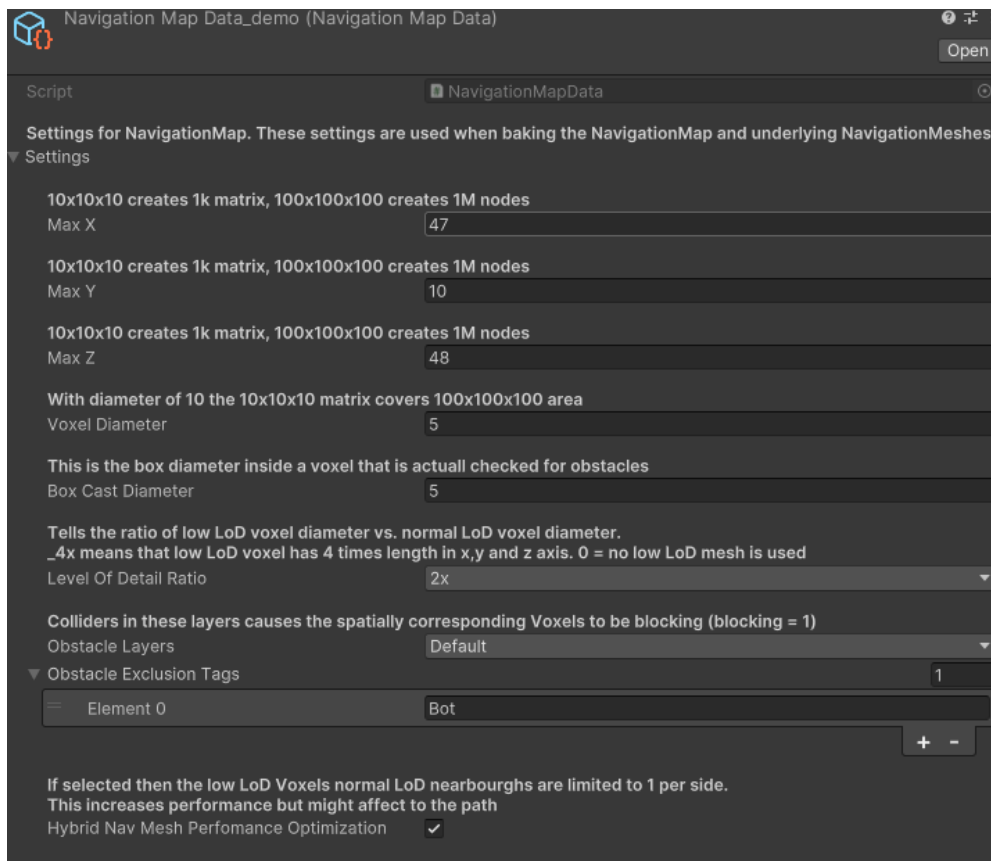 Navigation Map Data_demo (Navigation Map Data)
Open
Script NavigationMapData
Settings for NavigationMap. These settings are used when baking the NavigationMap and underlying NavigationMeshes
Settings
10x10x10 creates 1k matrix, 100x100x100 creates 1M nodes
Max X 47
10x10x10 creates 1k matrix, 100x100x100 creates 1M nodes
Max Y 10
10x10x10 creates 1k matrix, 100x100x100 creates 1M nodes
Max Z 48
With diameter of 10 the 10x10x10 matrix covers 100x100x100 area
Voxel Diameter 5
This is the box diameter inside a voxel that is actuall checked for obstacles
Box Cast Diameter 5
Tells the ratio of low LoD voxel diameter vs. normal LoD voxel diameter.
_4x means that low LoD voxel has 4 times length in x,y and z axis. 0 = no low LoD mesh is used
Level Of Detail Ratio 2x
Colliders in these layers causes the spatially corresponding Voxels to be blocking (blocking = 1)
Obstacle Layers Default
Obstacle Exclusion Tags 1
Element 0 Bot
+ -
If selected then the low LoD Voxels normal LoD nearbourghs are limited to 1 per side.
This increases performance but might affect to the path
Hybrid Nav Mesh Perfomance Optimization